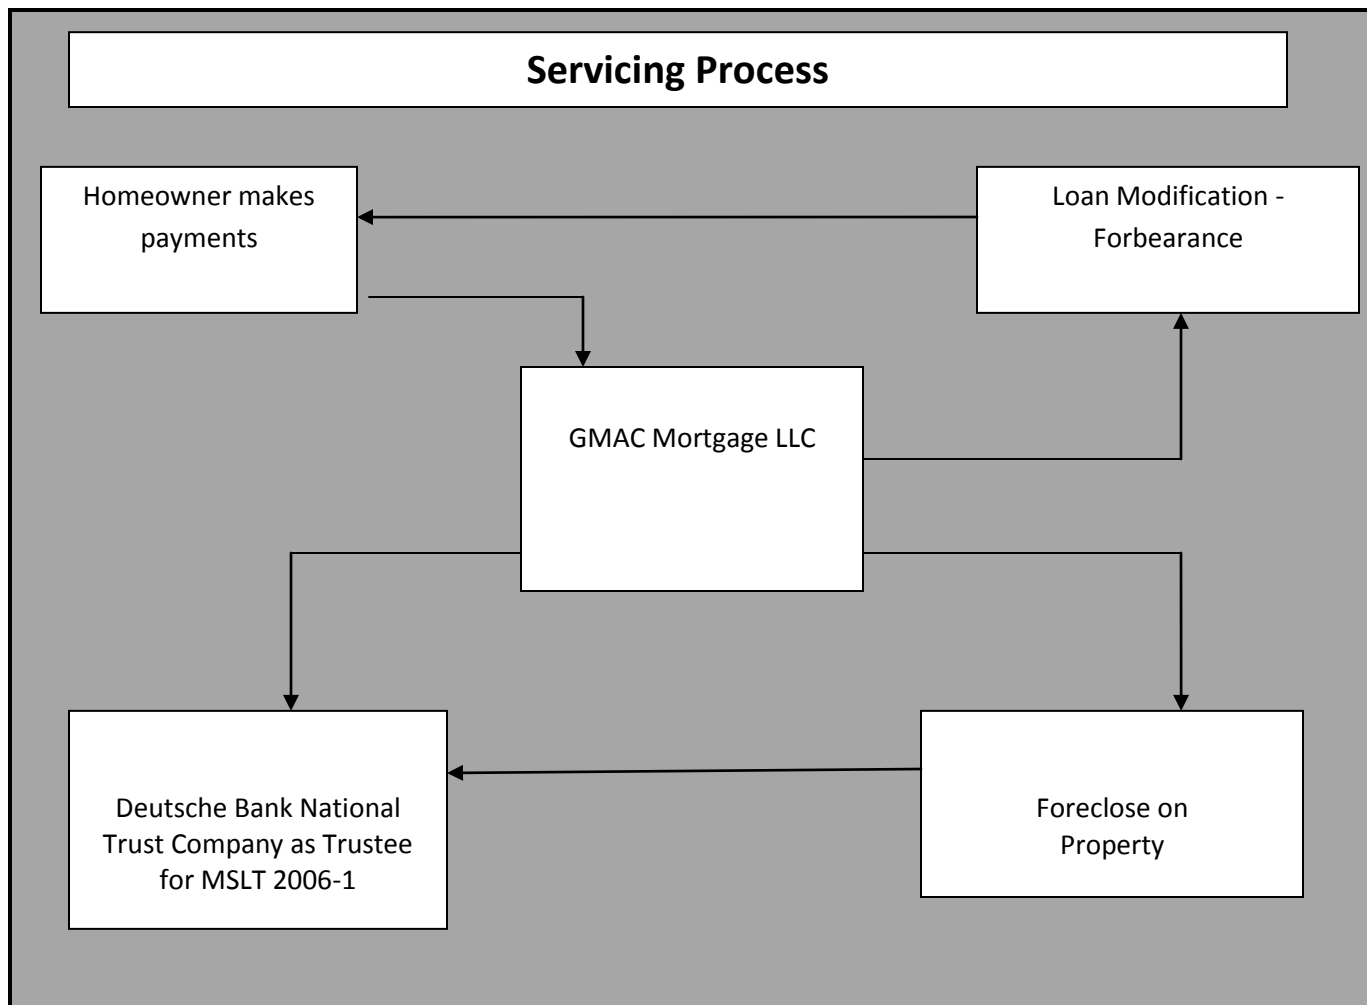 Servicing Process
Homeowner makes
payments
Loan Modification -
Forbearance
GMAC Mortgage LLC
Deutsche Bank National
Trust Company as Trustee
for MSLT 2006-1
Foreclose on
Property